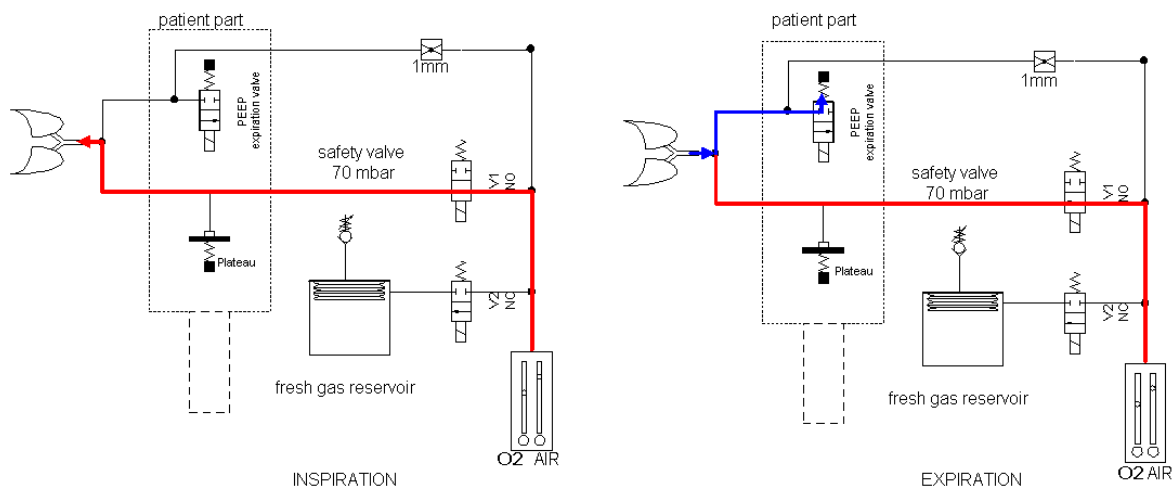 patient part
1mm
PEEP
expiration valve
safety valve
70 mbar
V1
NO
Plateau
V2
NO
fresh gas reservoir
O2 AIR
INSPIRATION
patient part
1mm
PEEP
expiration valve
safety valve
70 mbar
V1
NO
Plateau
V2
NO
fresh gas reservoir
O2 AIR
EXPIRATION